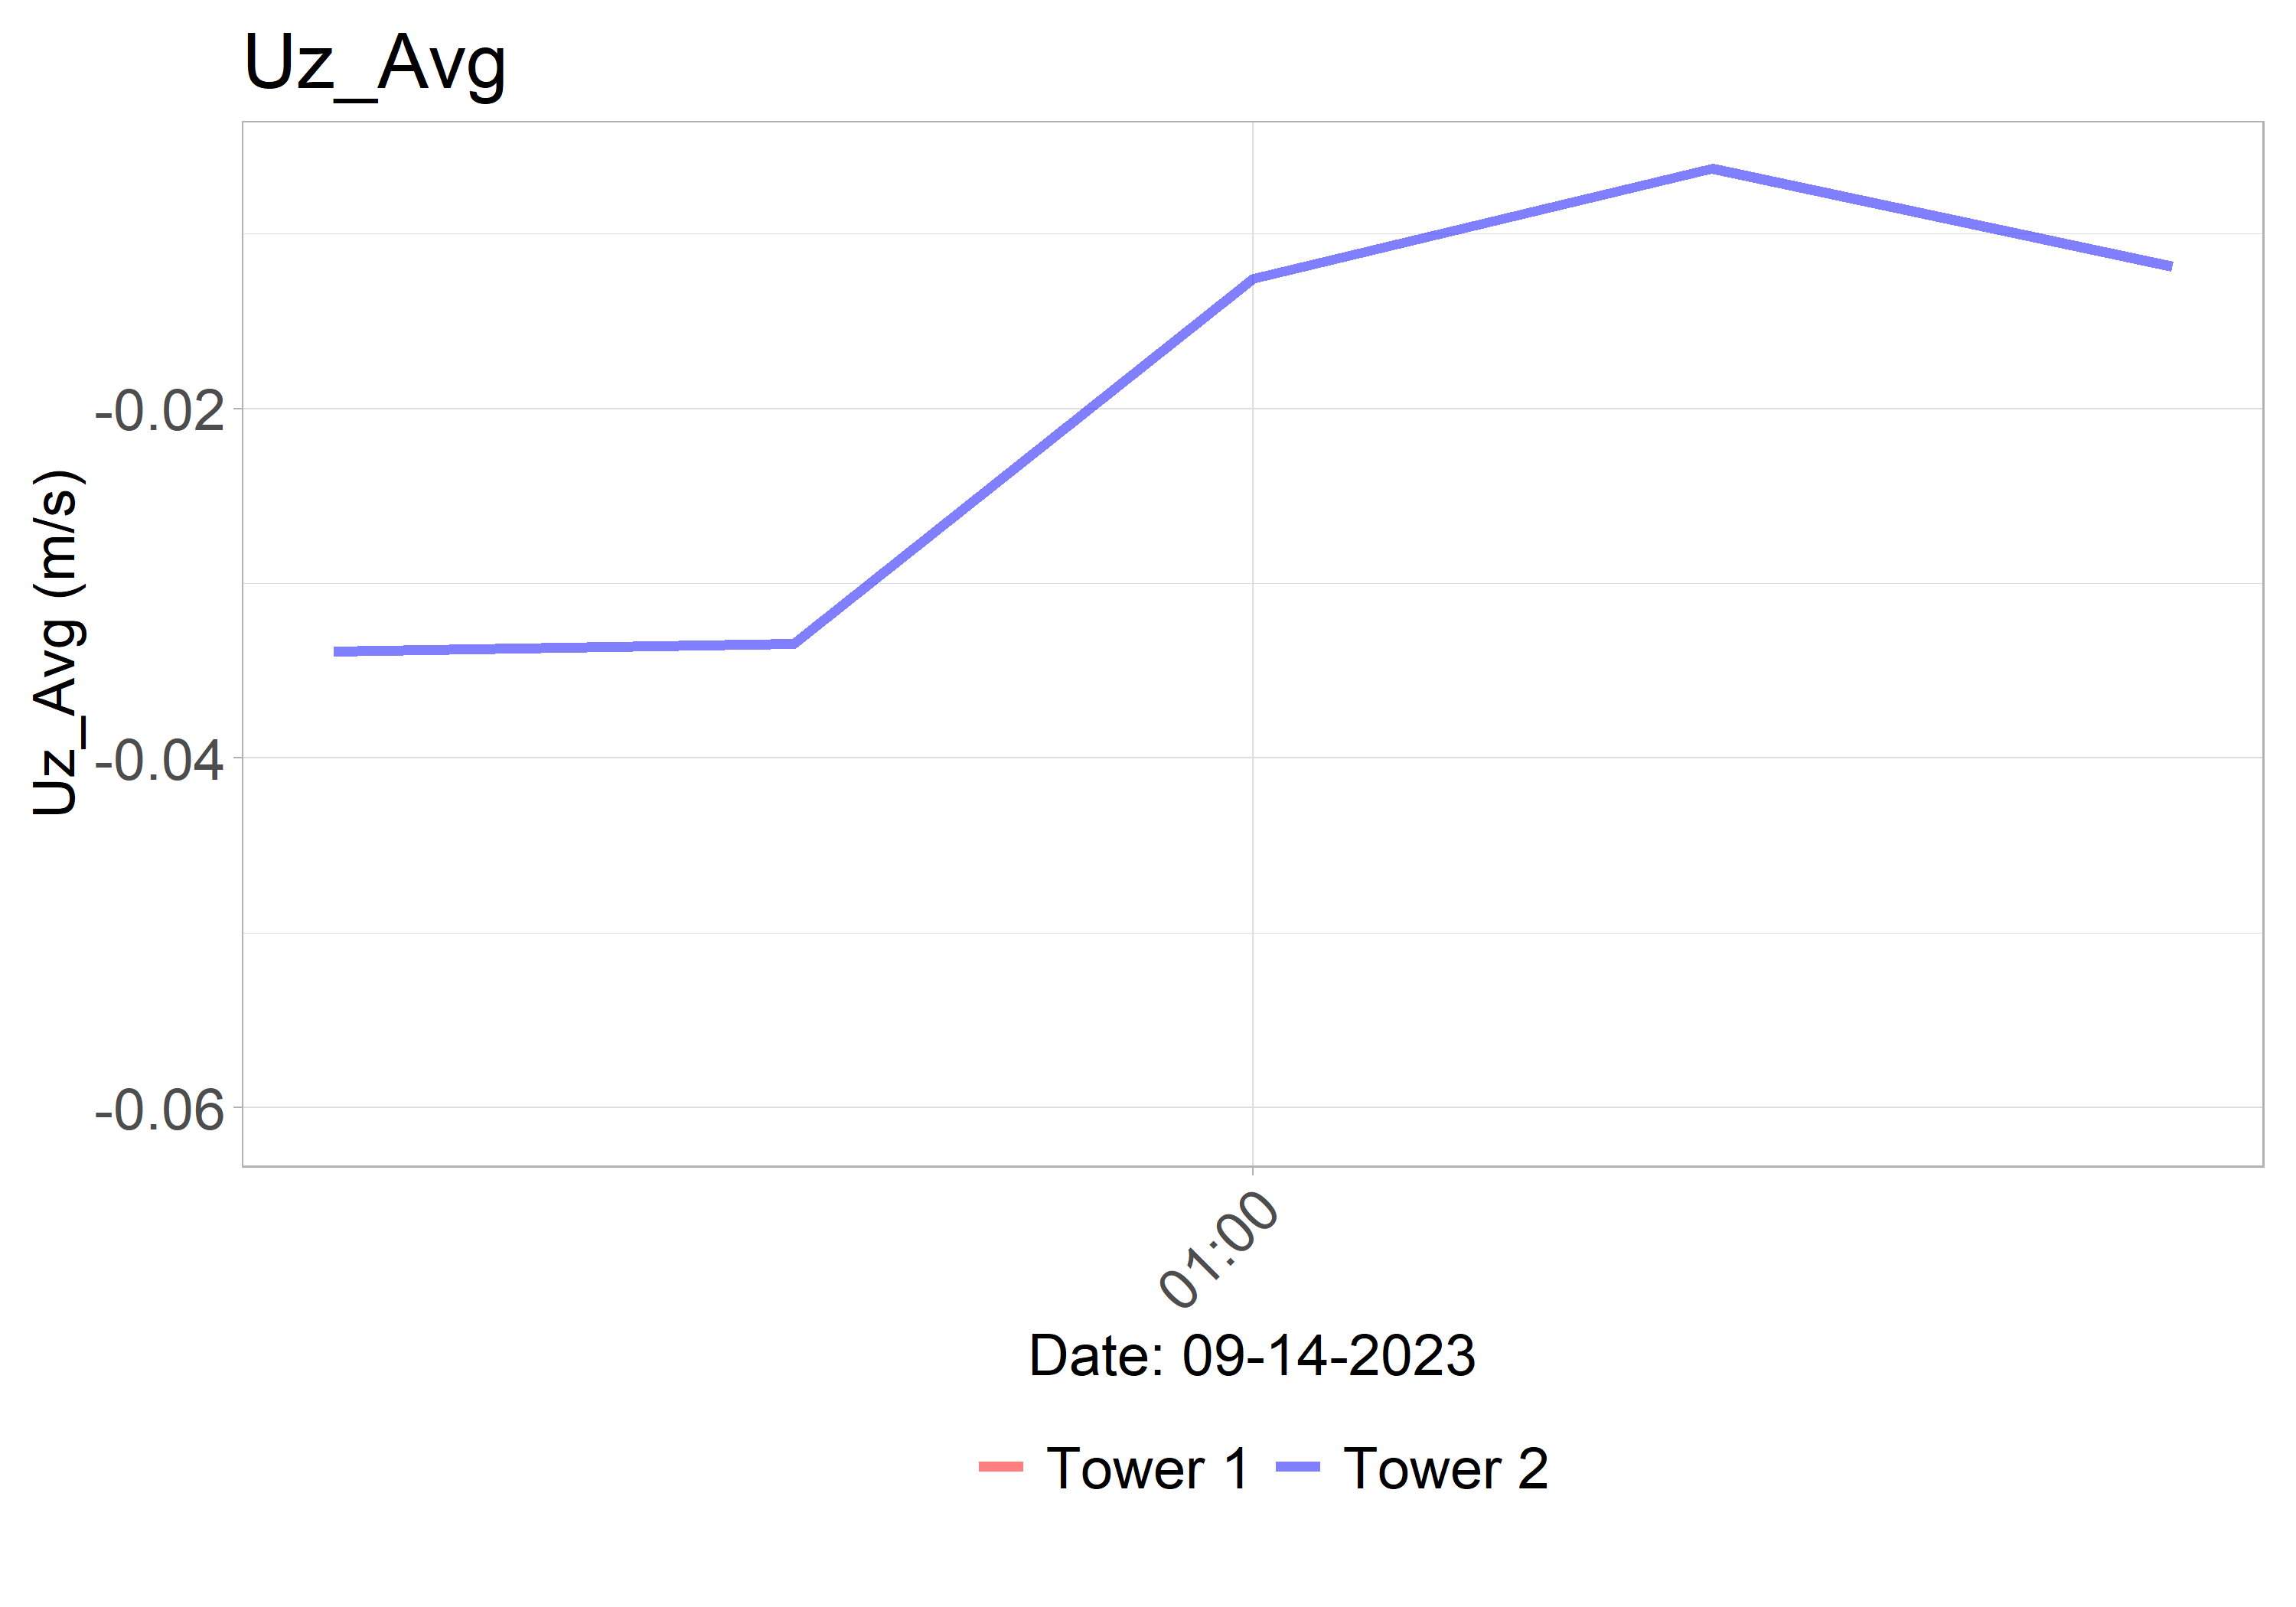 Uz_Avg
Uz_Avg (m/s)
-0.02
-0.04
-0.06
01:00
Date: 09-14-2023
Tower 1 Tower 2